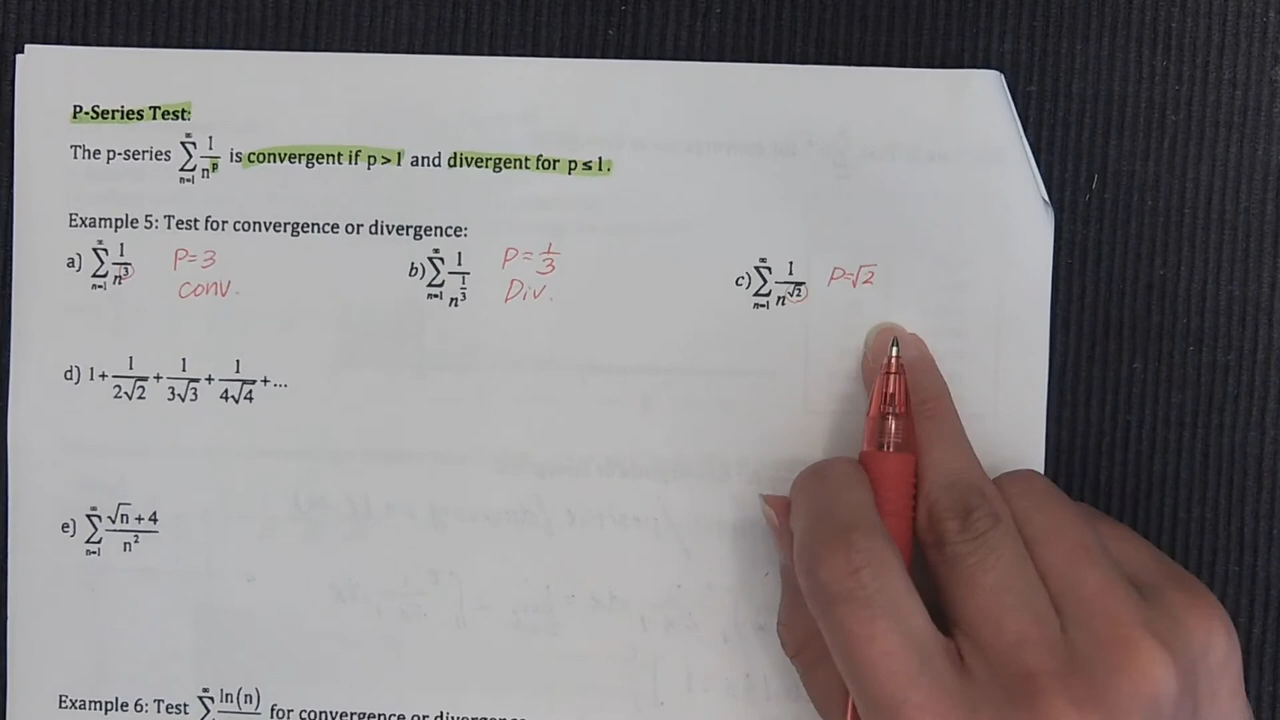 P-Series Test:
The p-series ∑_{n=1}^{∞} 1/n^p is convergent if p > 1 and divergent for p ≤ 1.
Example 5: Test for convergence or divergence:
a) ∑_{n=1}^{∞} 1/n^3 P=3
conv.
b) ∑_{n=1}^{∞} 1/n^{1/3} P=1/3
Div.
c) ∑_{n=1}^{∞} 1/n^{√2} P=√2
d) 1 + 1/(2√2) + 1/(3√3) + 1/(4√4) + ...
e) ∑_{n=1}^{∞} (√n + 4)/n^2
Example 6: Test ∑^{∞} ln(n) for convergence or